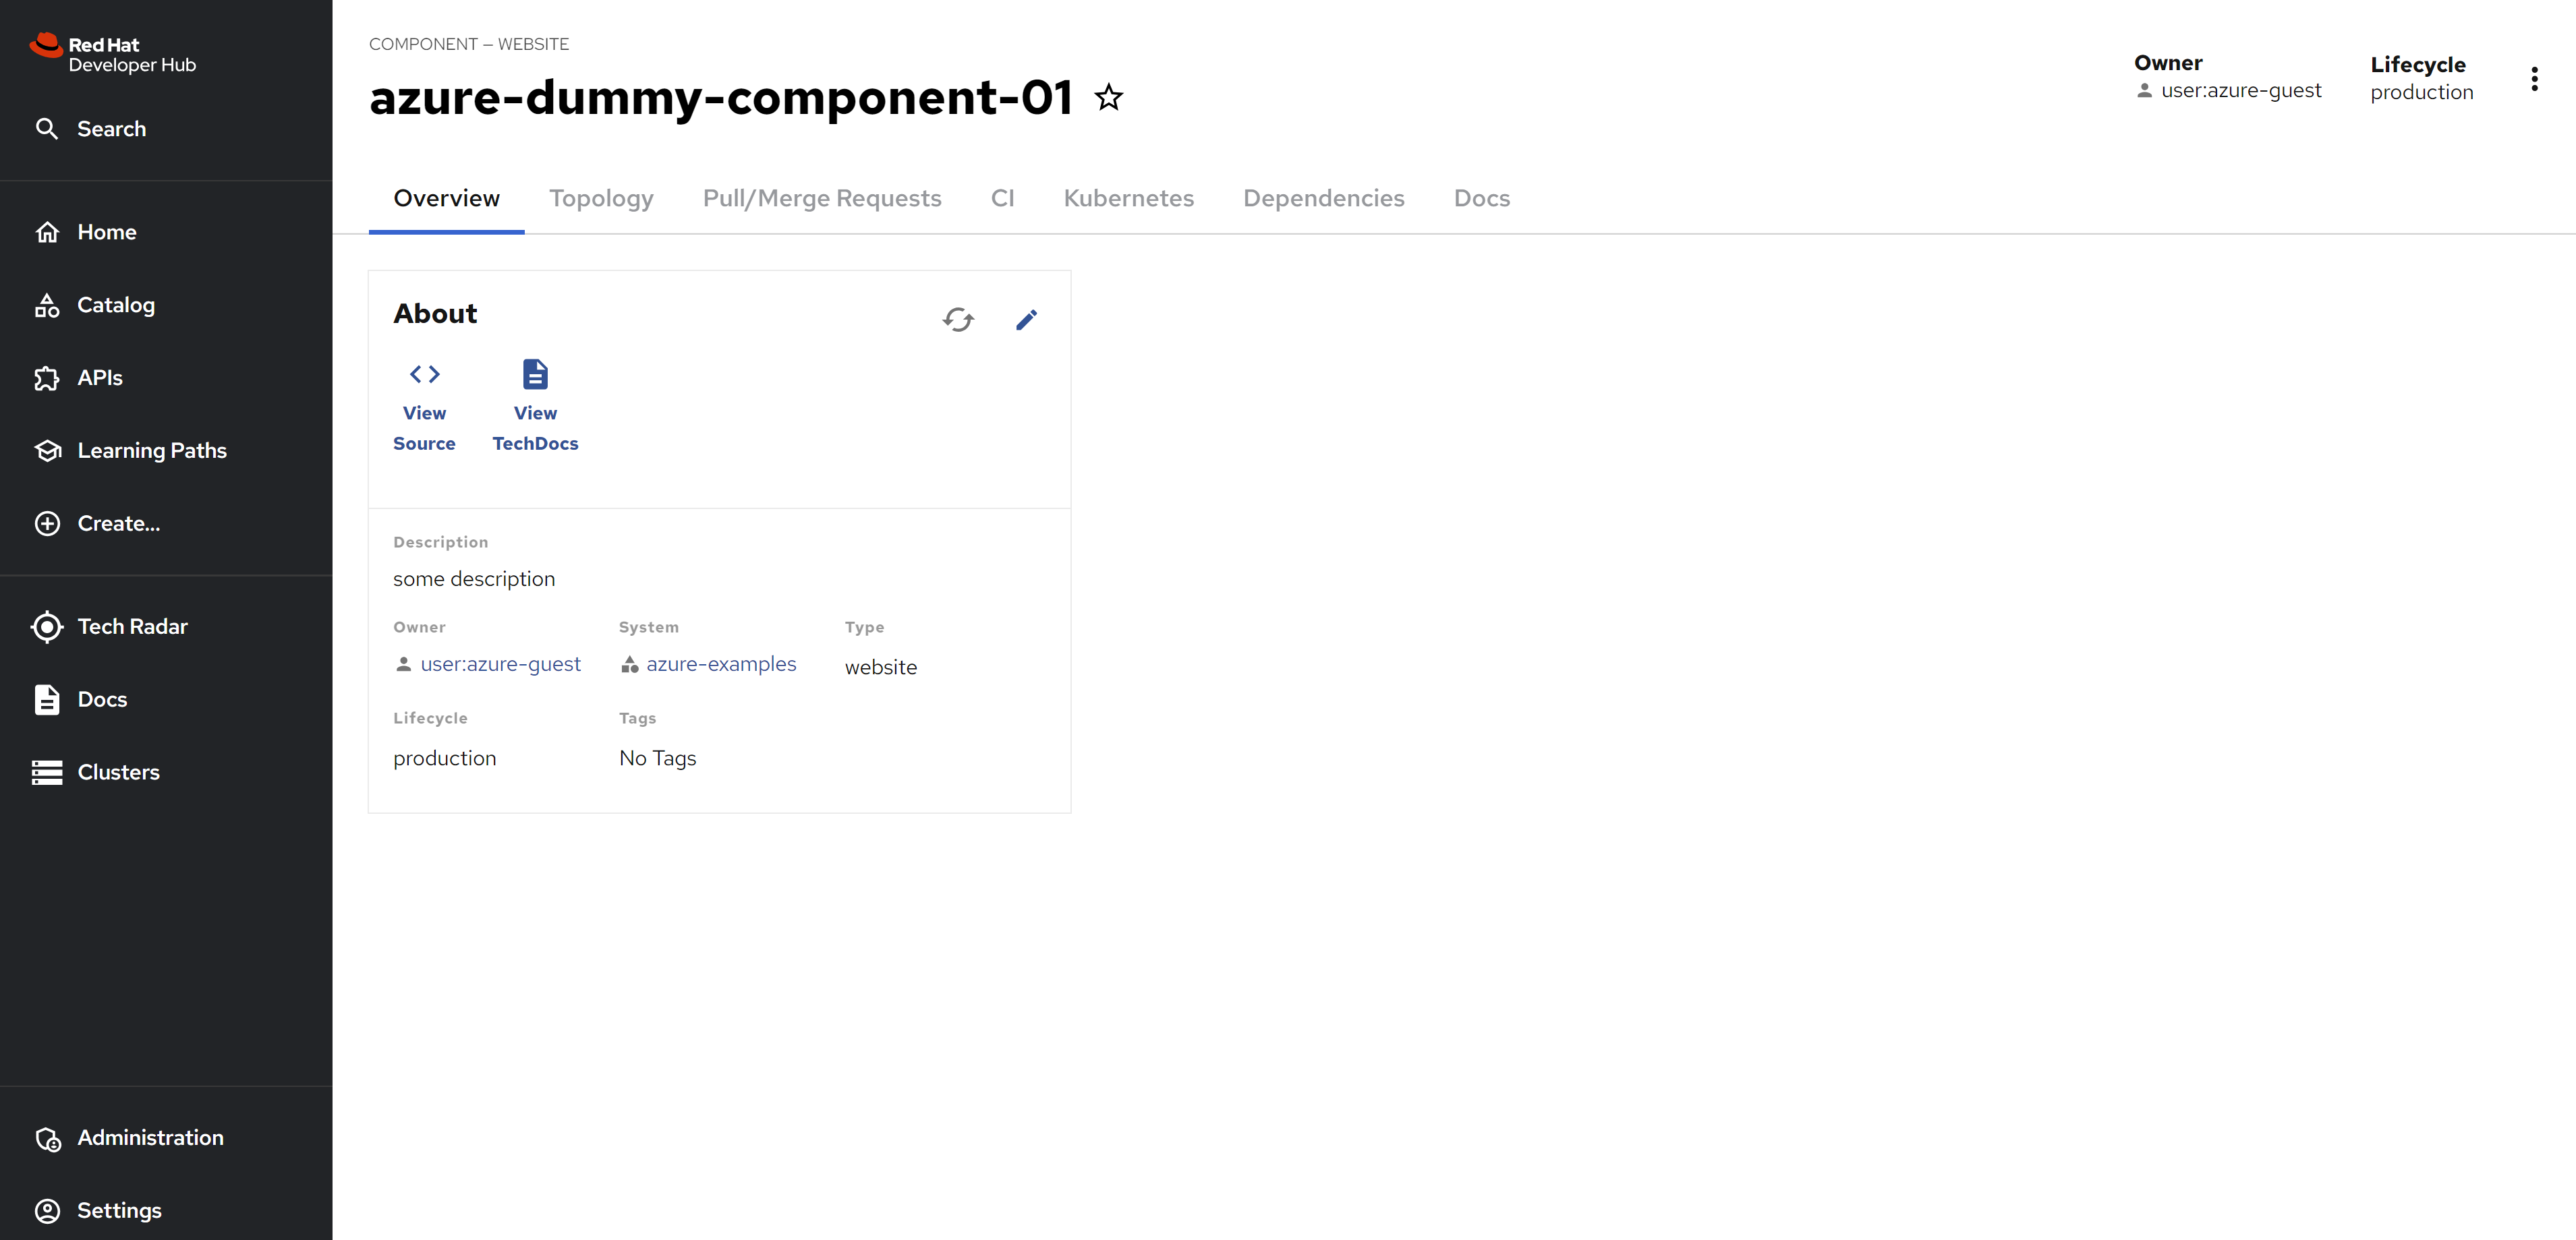 Red Hat
Developer Hub
Search
Home
Catalog
APIs
Learning Paths
Create...
Tech Radar
Docs
Clusters
Administration
Settings
COMPONENT — WEBSITE
azure-dummy-component-01
Owner
user:azure-guest
Lifecycle
production
Overview Topology Pull/Merge Requests CI Kubernetes Dependencies Docs
About
View Source
View TechDocs
Description
some description
Owner System Type
user:azure-guest azure-examples website
Lifecycle Tags
production No Tags